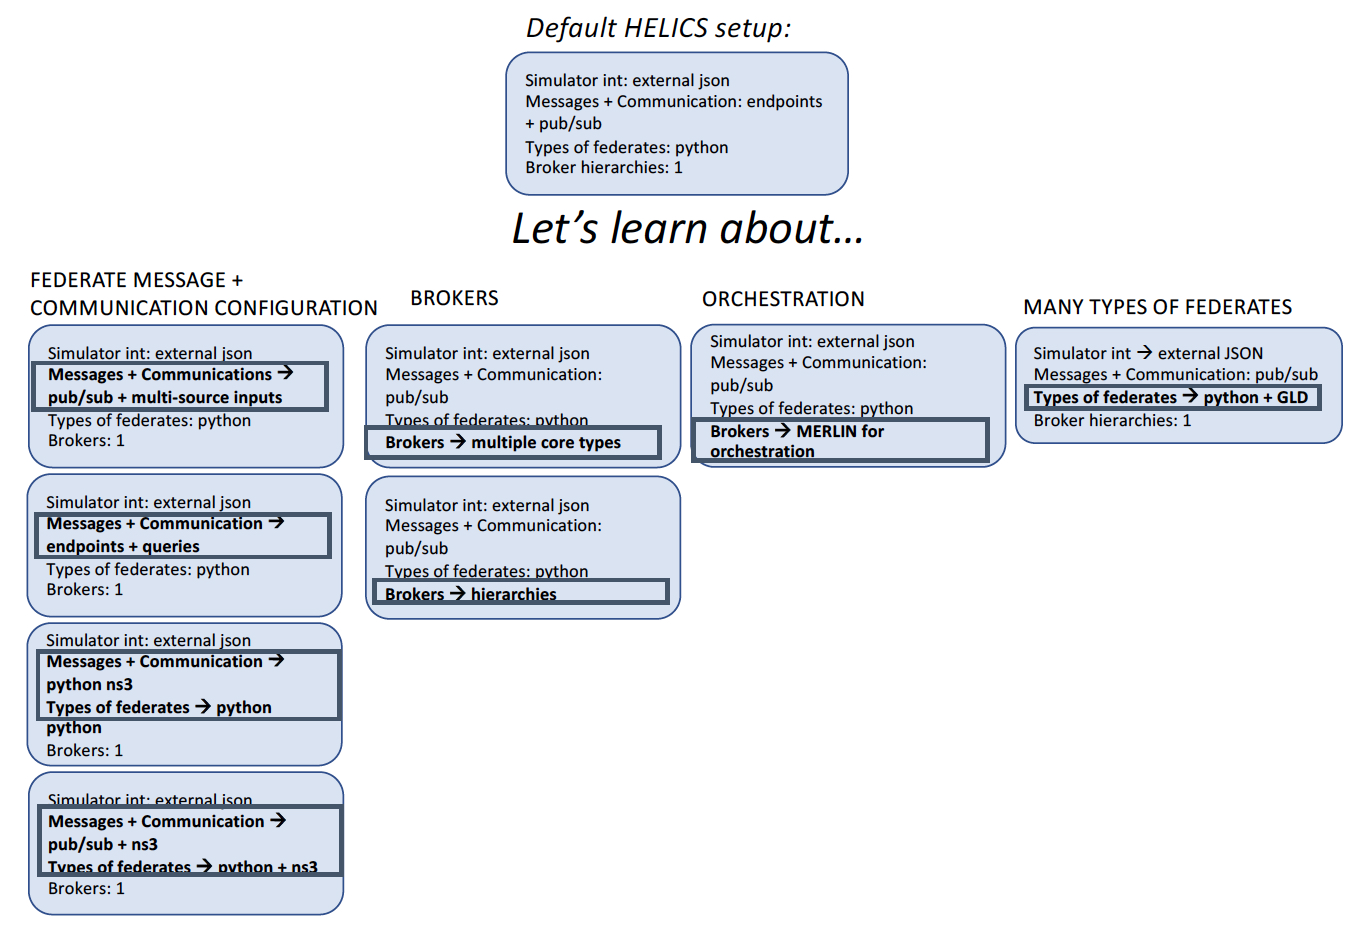 Default HELICS setup:
Simulator int: external json
Messages + Communication: endpoints
+ pub/sub
Types of federates: python
Broker hierarchies: 1
Let’s learn about…
FEDERATE MESSAGE +
COMMUNICATION CONFIGURATION
Simulator int: external json
Messages + Communications →
pub/sub + multi-source inputs
Types of federates: python
Brokers: 1
Simulator int: external json
Messages + Communication →
endpoints + queries
Types of federates: python
Brokers: 1
Simulator int: external json
Messages + Communication →
python ns3
Types of federates → python
python
Brokers: 1
Simulator int: external json
Messages + Communication →
pub/sub + ns3
Types of federates → python + ns3
Brokers: 1
BROKERS
Simulator int: external json
Messages + Communication:
pub/sub
Types of federates: python
Brokers → multiple core types
Simulator int: external json
Messages + Communication:
pub/sub
Types of federates: python
Brokers → hierarchies
ORCHESTRATION
Simulator int: external json
Messages + Communication:
pub/sub
Types of federates: python
Brokers → MERLIN for
orchestration
MANY TYPES OF FEDERATES
Simulator int → external JSON
Messages + Communication: pub/sub
Types of federates → python + GLD
Broker hierarchies: 1